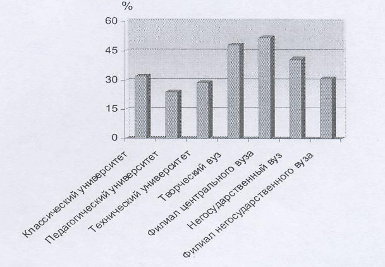 %
60
45
30
15
0
Классический университет
Педагогический университет
Технический университет
Творческий вуз
Филиал центрального вуза
Негосударственный вуз
Филиал негосударственного вуза